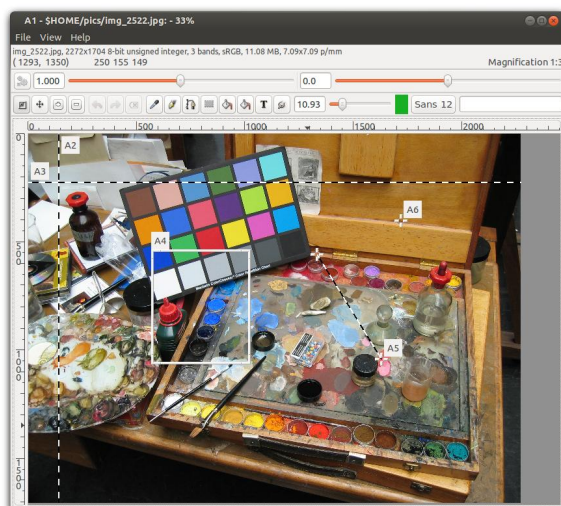 A1 - $HOME/pics/img_2522.jpg: - 33%
File View Help
img_2522.jpg, 2272x1704 8-bit unsigned integer, 3 bands, sRGB, 11.08 MB, 7.09x7.09 p/mm
(1293, 1350) 250 155 149 Magnification 1:3
1.000 0.0
T 10.93 Sans 12
0 500 1000 1500 2000
0
A2
A3
A6
A4
500
A5
1000
1500